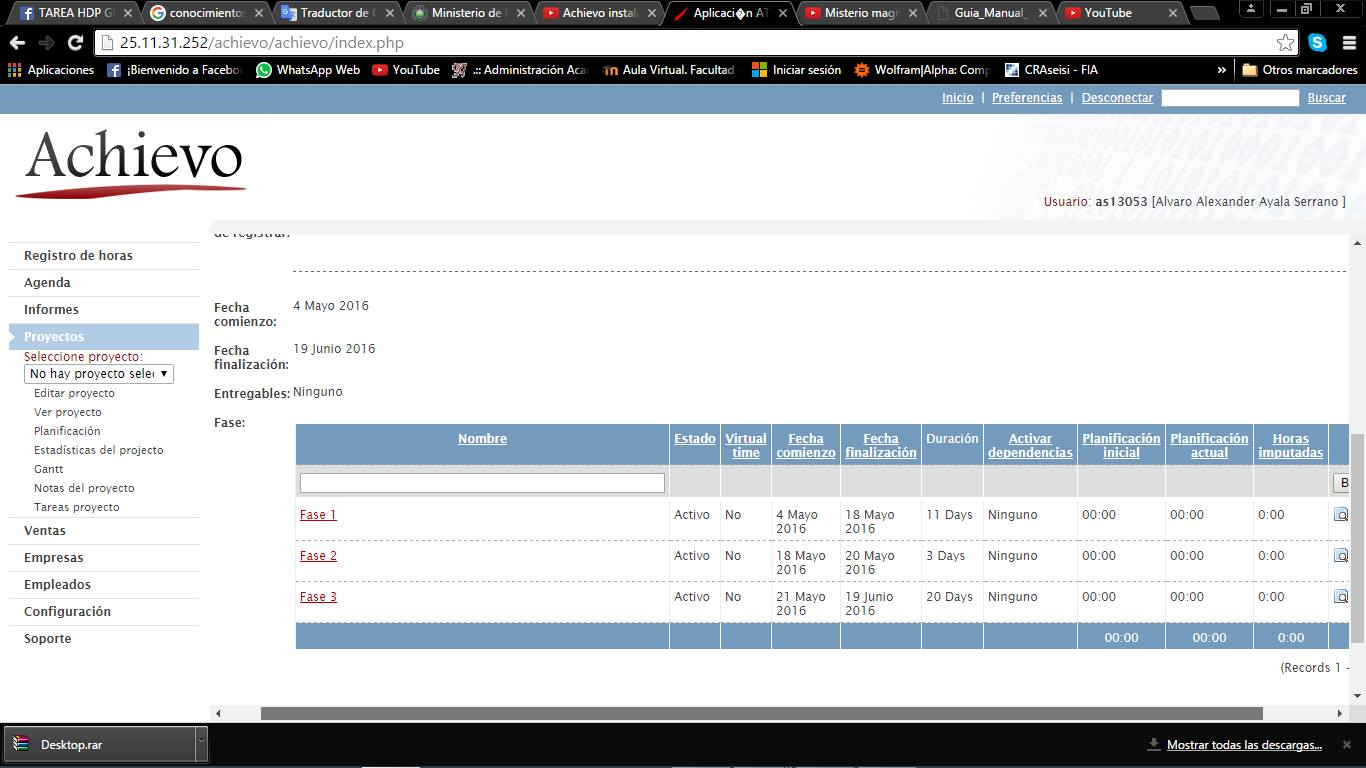 TAREA HDP G
conocimientos
Traductor de G
Ministerio de
Achievo instal
Aplicaci�n AT
Misterio mag
Guia_Manual_
YouTube
25.11.31.252/achievo/achievo/index.php
Aplicaciones
¡Bienvenido a Facebo
WhatsApp Web
YouTube
.:: Administración Aca
Aula Virtual. Facultad
Iniciar sesión
Wolfram|Alpha: Comp
CRAseisi - FIA
»
Otros marcadores
Inicio | Preferencias | Desconectar
Buscar
Achievo
Usuario: as13053 [Alvaro Alexander Ayala Serrano ]
de registrar:
Registro de horas
Agenda
Informes
Proyectos
Seleccione proyecto:
No hay proyecto sele
Editar proyecto
Ver proyecto
Planificación
Estadísticas del projecto
Gantt
Notas del proyecto
Tareas proyecto
Ventas
Empresas
Empleados
Configuración
Soporte
Fecha comienzo: 4 Mayo 2016
Fecha finalización: 19 Junio 2016
Entregables: Ninguno
Fase:
Nombre Estado Virtual time Fecha comienzo Fecha finalización Duración Activar dependencias Planificación inicial Planificación actual Horas imputadas
B
Fase 1 Activo No 4 Mayo 2016 18 Mayo 2016 11 Days Ninguno 00:00 00:00 0:00
Fase 2 Activo No 18 Mayo 2016 20 Mayo 2016 3 Days Ninguno 00:00 00:00 0:00
Fase 3 Activo No 21 Mayo 2016 19 Junio 2016 20 Days Ninguno 00:00 00:00 0:00
00:00 00:00 0:00
(Records 1 -
Desktop.rar
Mostrar todas las descargas...